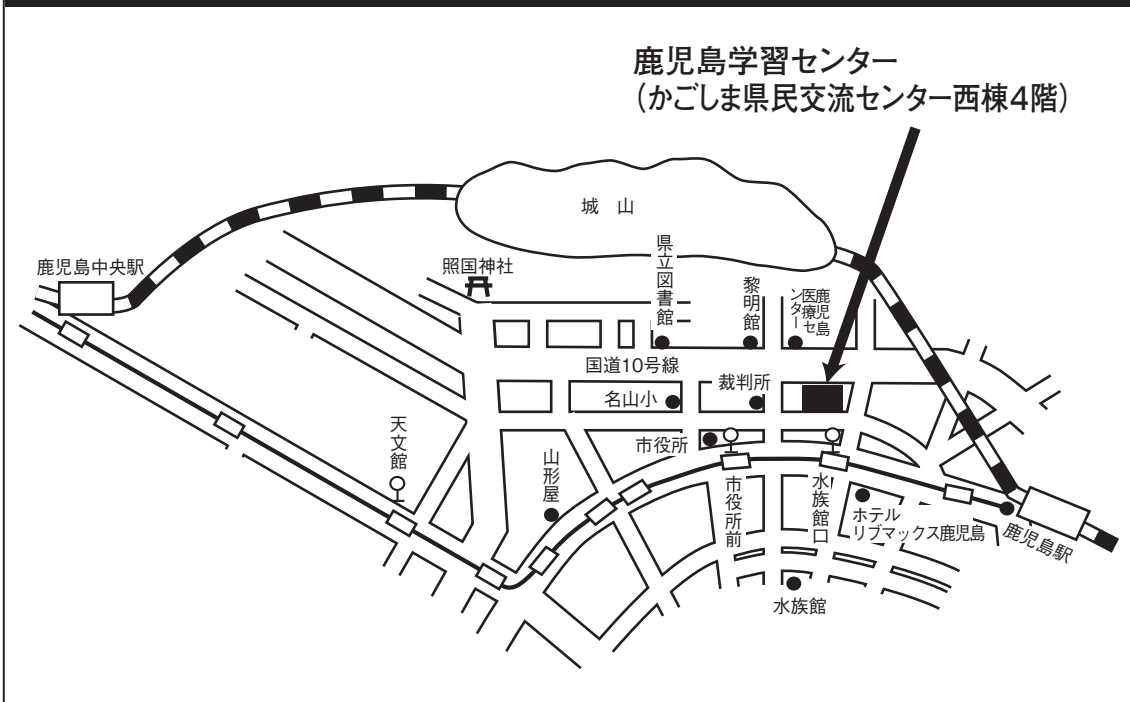 鹿児島学習センター
（かごしま県民交流センター西棟4階）
城　山
鹿児島中央駅
照国神社
県立図書館
黎明館
鹿児島
医療セ
ンター
国道10号線
裁判所
名山小
市役所
天文館
山形屋
市役所前
水族館口
ホテル
リブマックス鹿児島
鹿児島駅
水族館